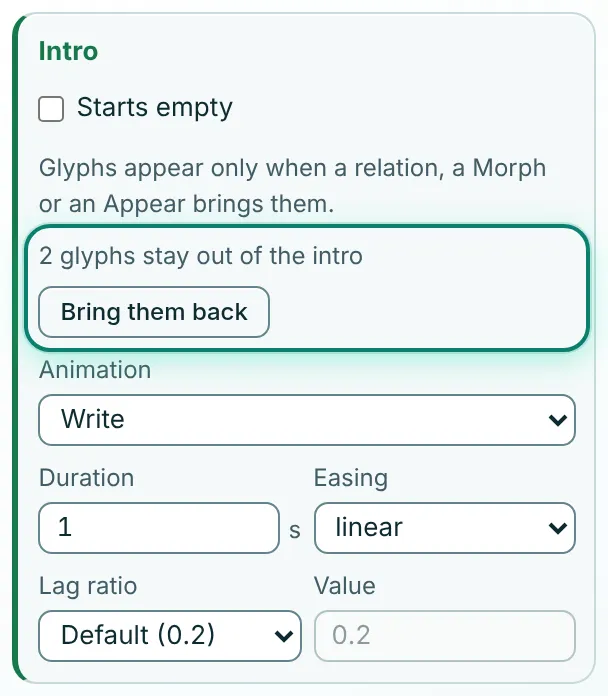 Intro
Starts empty
Glyphs appear only when a relation, a Morph
or an Appear brings them.
2 glyphs stay out of the intro
Bring them back
Animation
Write
Duration
Easing
1
s
linear
Lag ratio
Value
Default (0.2)
0.2